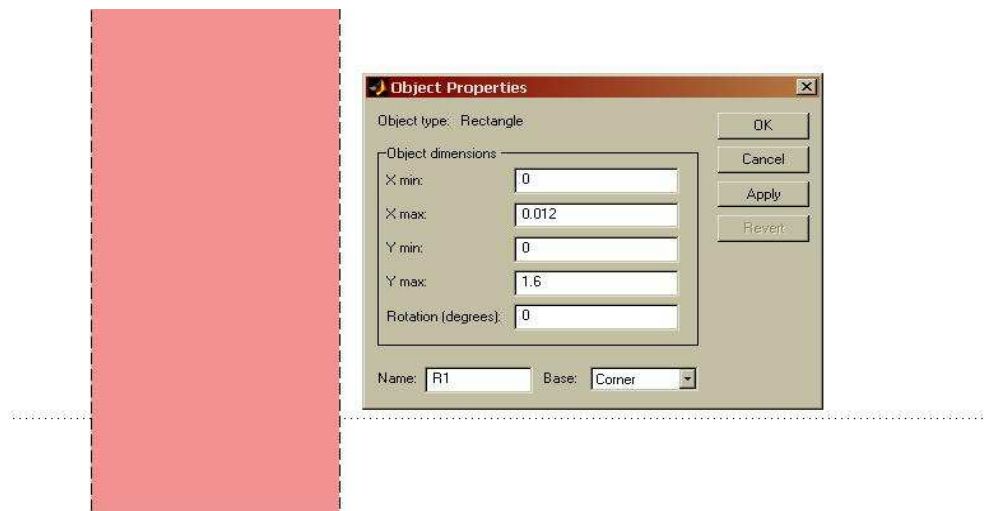 Object Properties
Object type: Rectangle
OK
Object dimensions
Cancel
X min: 0
Apply
X max: 0.012
Revert
Y min: 0
Y max: 1.6
Rotation (degrees): 0
Name: R1 Base: Corner